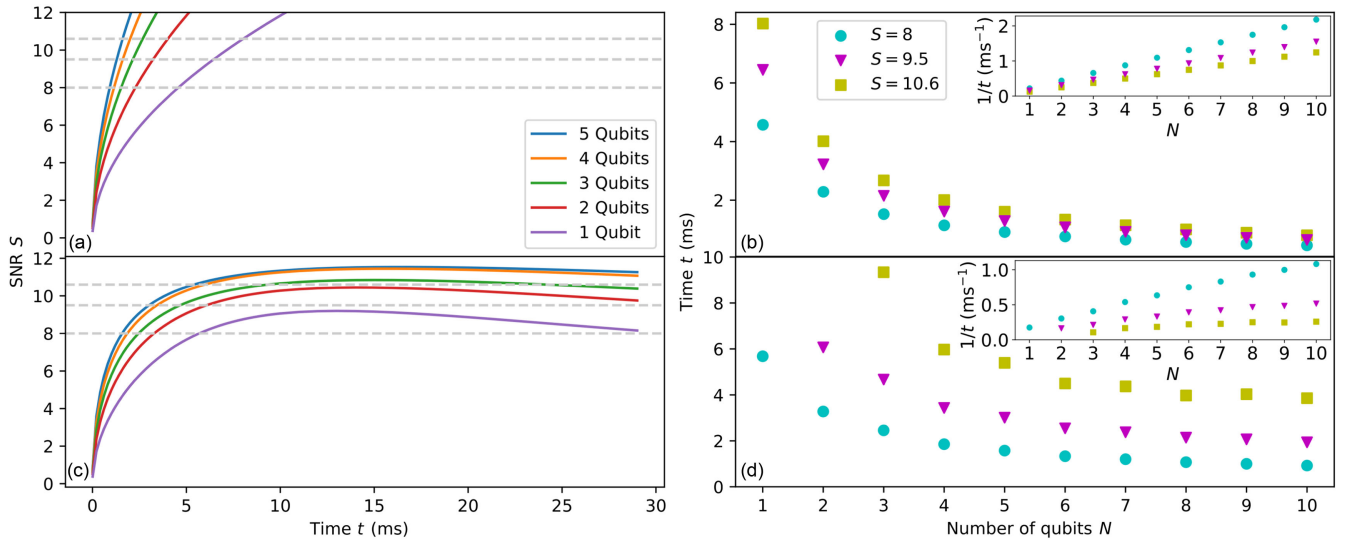 12
10
8
6
4
2
0
(a)
5 Qubits
4 Qubits
3 Qubits
2 Qubits
1 Qubit
12
10
8
6
4
2
0
(c)
SNR S
0 5 10 15 20 25 30
Time t (ms)
8
6
4
2
(b)
S = 8
S = 9.5
S = 10.6
2
1
0
1/t (ms⁻¹)
1 2 3 4 5 6 7 8 9 10
N
10
8
6
4
2
0
(d)
Time t (ms)
1.0
0.5
0.0
1/t (ms⁻¹)
1 2 3 4 5 6 7 8 9 10
N
1 2 3 4 5 6 7 8 9 10
Number of qubits N